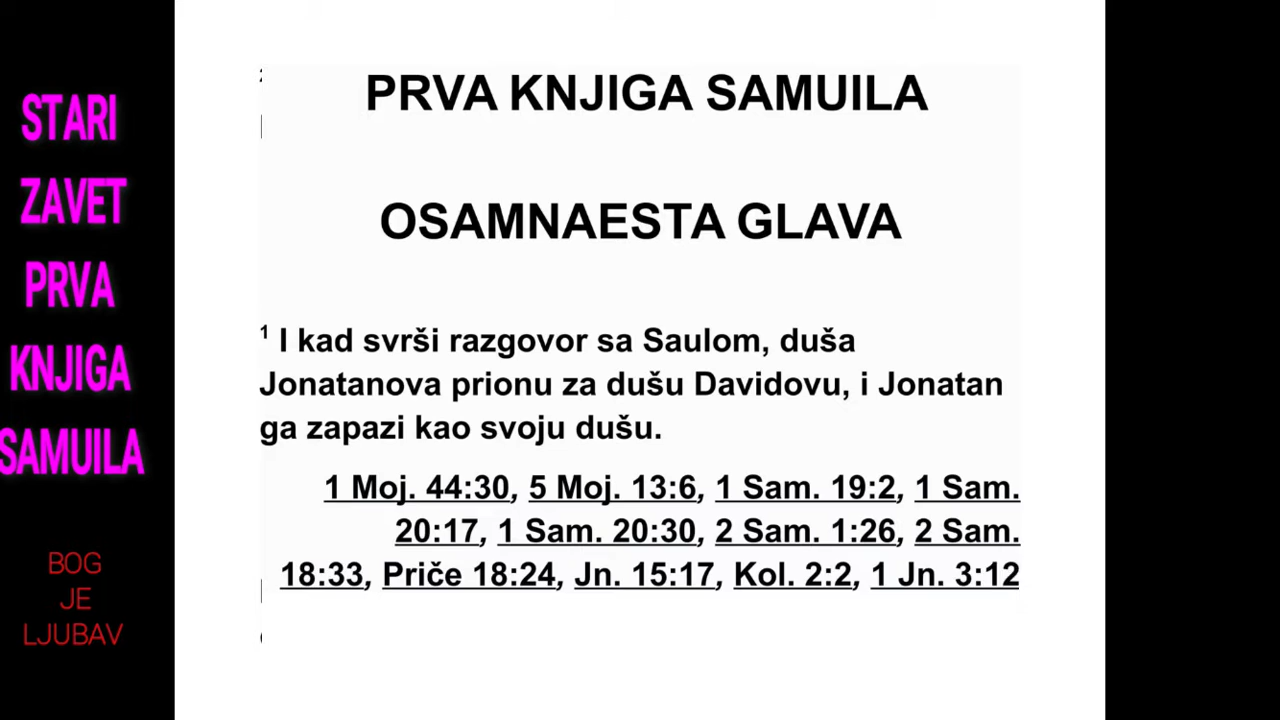 STARI
ZAVET
PRVA
KNJIGA
SAMUILA
BOG
JE
LJUBAV
PRVA KNJIGA SAMUILA
OSAMNAESTA GLAVA
1 I kad svrši razgovor sa Saulom, duša
Jonatanova prionu za dušu Davidovu, i Jonatan
ga zapazi kao svoju dušu.
1 Moj. 44:30, 5 Moj. 13:6, 1 Sam. 19:2, 1 Sam.
20:17, 1 Sam. 20:30, 2 Sam. 1:26, 2 Sam.
18:33, Priče 18:24, Jn. 15:17, Kol. 2:2, 1 Jn. 3:12